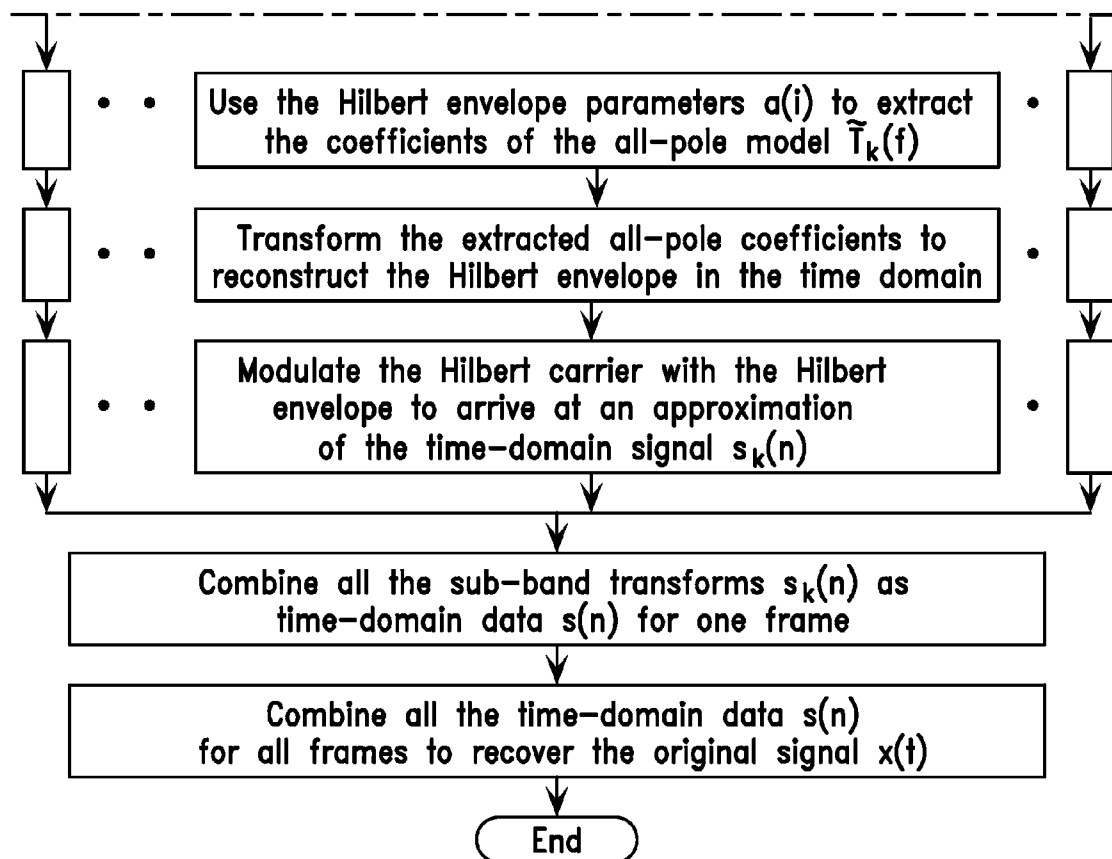 Use the Hilbert envelope parameters a(i) to extract
the coefficients of the all-pole model T̃ₖ(f)
Transform the extracted all-pole coefficients to
reconstruct the Hilbert envelope in the time domain
Modulate the Hilbert carrier with the Hilbert
envelope to arrive at an approximation
of the time-domain signal sₖ(n)
Combine all the sub-band transforms sₖ(n) as
time-domain data s(n) for one frame
Combine all the time-domain data s(n)
for all frames to recover the original signal x(t)
End